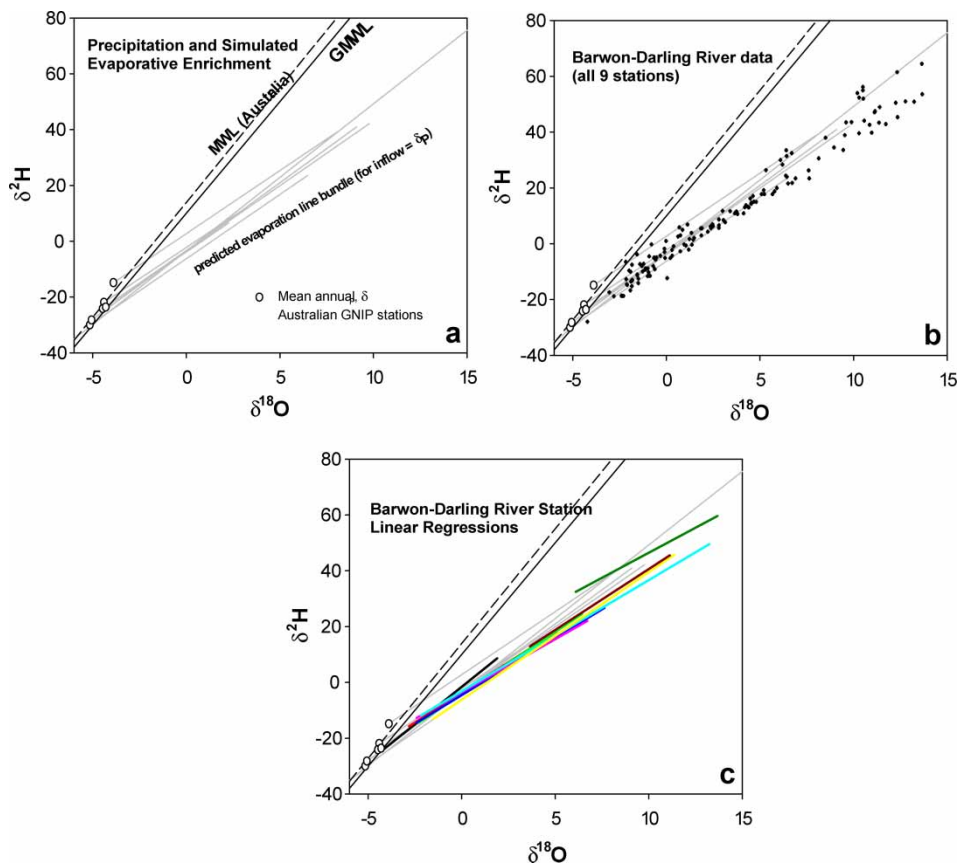 80
60
40
20
0
-20
-40
δ²H
Precipitation and Simulated
Evaporative Enrichment
MWL (Austalia)
GMWL
predicted evaporation line bundle (for inflow = δp)
Mean annualp, δ
Australian GNIP stations
a
-5 0 5 10 15
δ18O
80
60
40
20
0
-20
-40
δ²H
Barwon-Darling River data
(all 9 stations)
b
-5 0 5 10 15
δ18O
80
60
40
20
0
-20
-40
δ²H
Barwon-Darling River Station
Linear Regressions
c
-5 0 5 10 15
δ18O